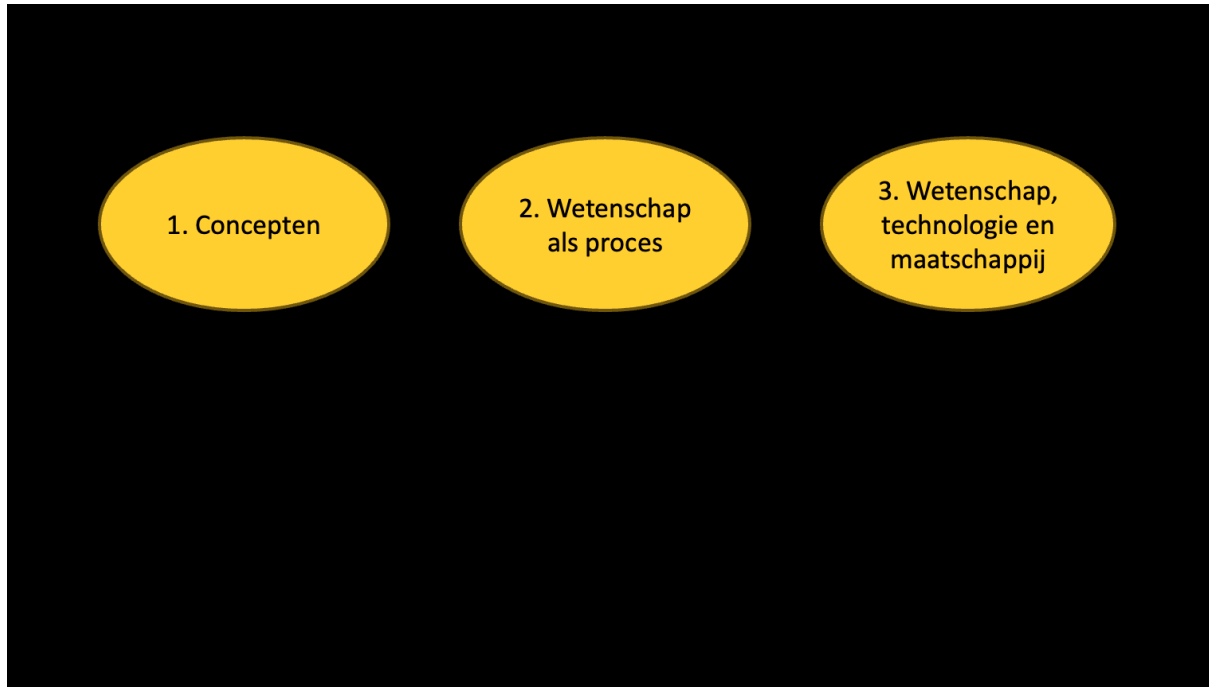 1. Concepten
2. Wetenschap
als proces
3. Wetenschap,
technologie en
maatschappij